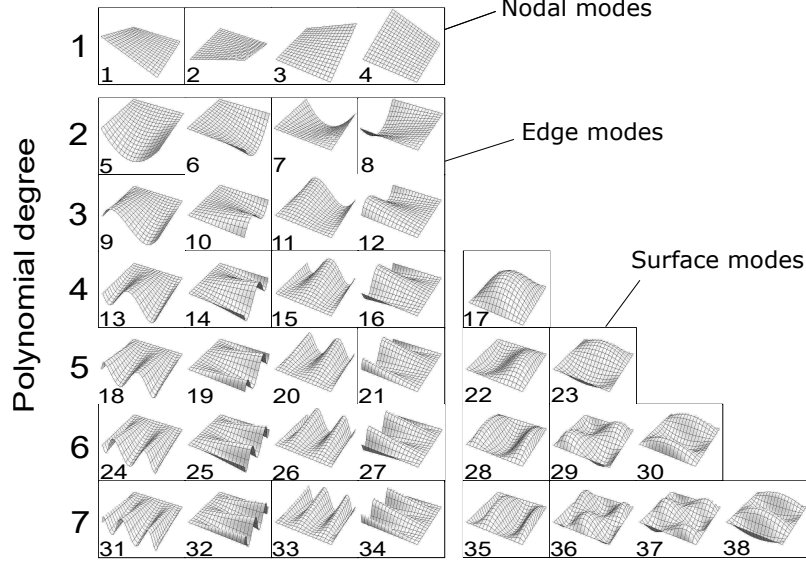 Nodal modes
1
1 2 3 4
2
Edge modes
5 6 7 8
3
9 10 11 12
Surface modes
4
13 14 15 16 17
5
18 19 20 21 22 23
6
24 25 26 27 28 29 30
7
31 32 33 34 35 36 37 38
Polynomial degree